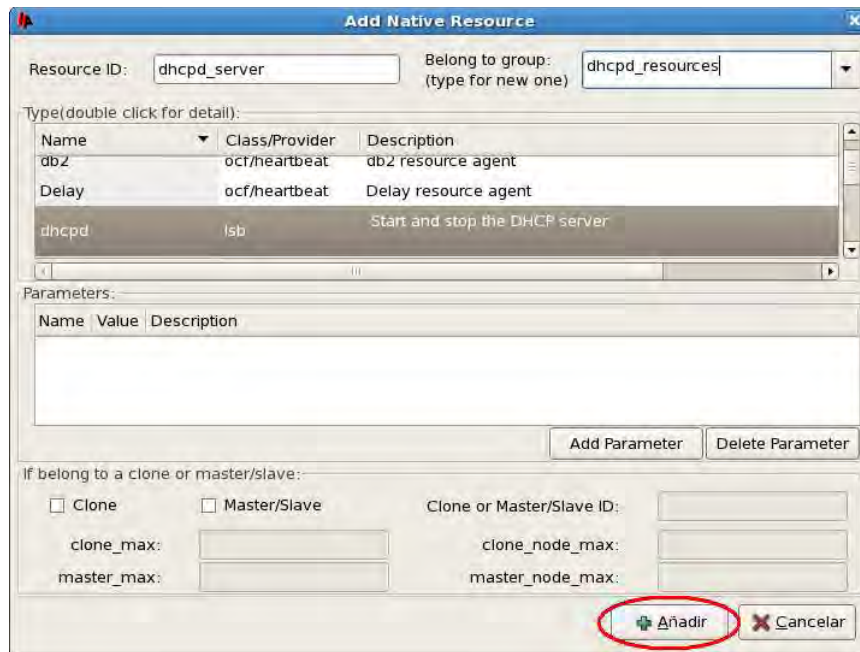 Add Native Resource
Resource ID: dhcpd_server Belong to group: dhcpd_resources
(type for new one)
Type(double click for detail):
Name Class/Provider Description
db2 ocf/heartbeat db2 resource agent
Delay ocf/heartbeat Delay resource agent
dhcpd lsb Start and stop the DHCP server
Parameters:
Name Value Description
Add Parameter Delete Parameter
If belong to a clone or master/slave:
Clone Master/Slave Clone or Master/Slave ID:
clone_max: clone_node_max:
master_max: master_node_max:
Añadir Cancelar